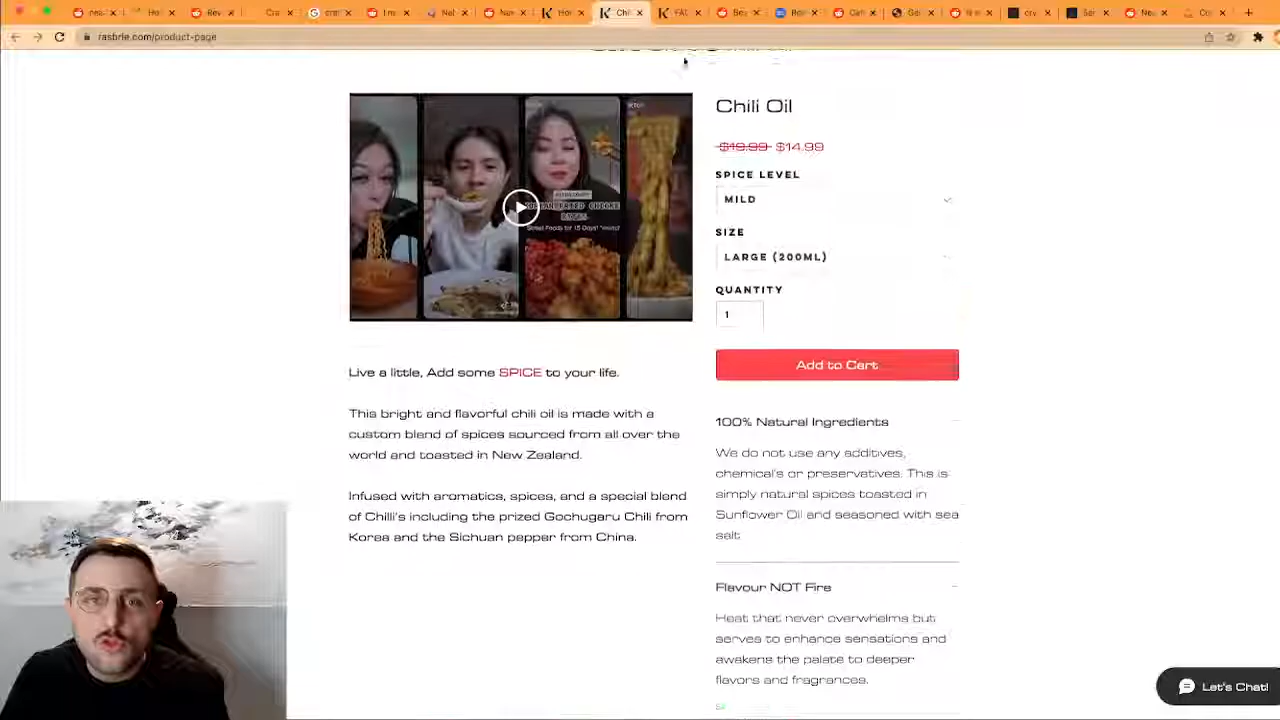 rasbrie.com/product-page
Chili Oil
$19.99 $14.99
SPICE LEVEL
MILD
SIZE
LARGE (200ML)
QUANTITY
1
Add to Cart
Live a little, Add some SPICE to your life.
This bright and flavorful chili oil is made with a
custom blend of spices sourced from all over the
world and toasted in New Zealand.
Infused with aromatics, spices, and a special blend
of Chilli's including the prized Gochugaru Chili from
Korea and the Sichuan pepper from China.
100% Natural Ingredients
We do not use any additives,
chemical's or preservatives. This is
simply natural spices toasted in
Sunflower Oil and seasoned with sea
salt
Flavour NOT Fire
Heat that never overwhelms but
serves to enhance sensations and
awakens the palate to deeper
flavors and fragrances.
Let's Chat!